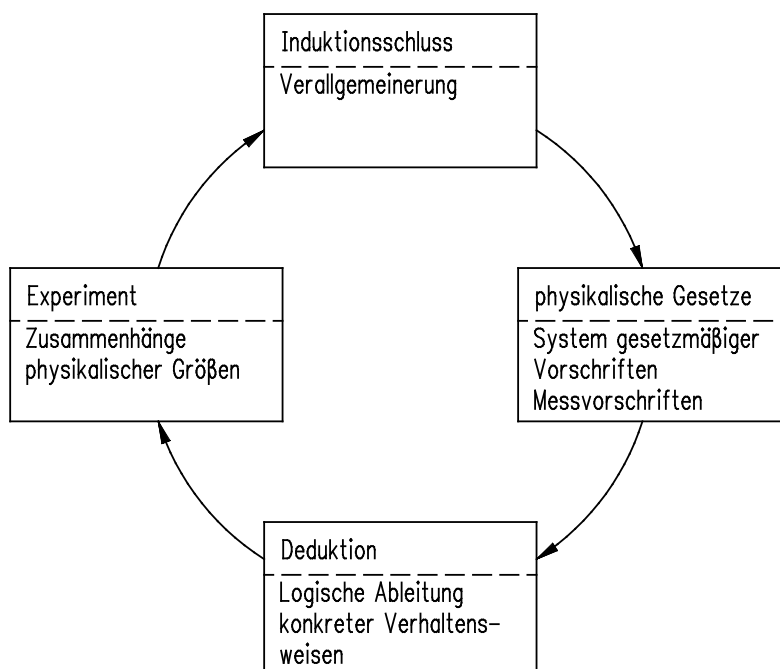 Induktionsschluss
Verallgemeinerung
Experiment
Zusammenhänge
physikalischer Größen
physikalische Gesetze
System gesetzmäßiger
Vorschriften
Messvorschriften
Deduktion
Logische Ableitung
konkreter Verhaltens-
weisen